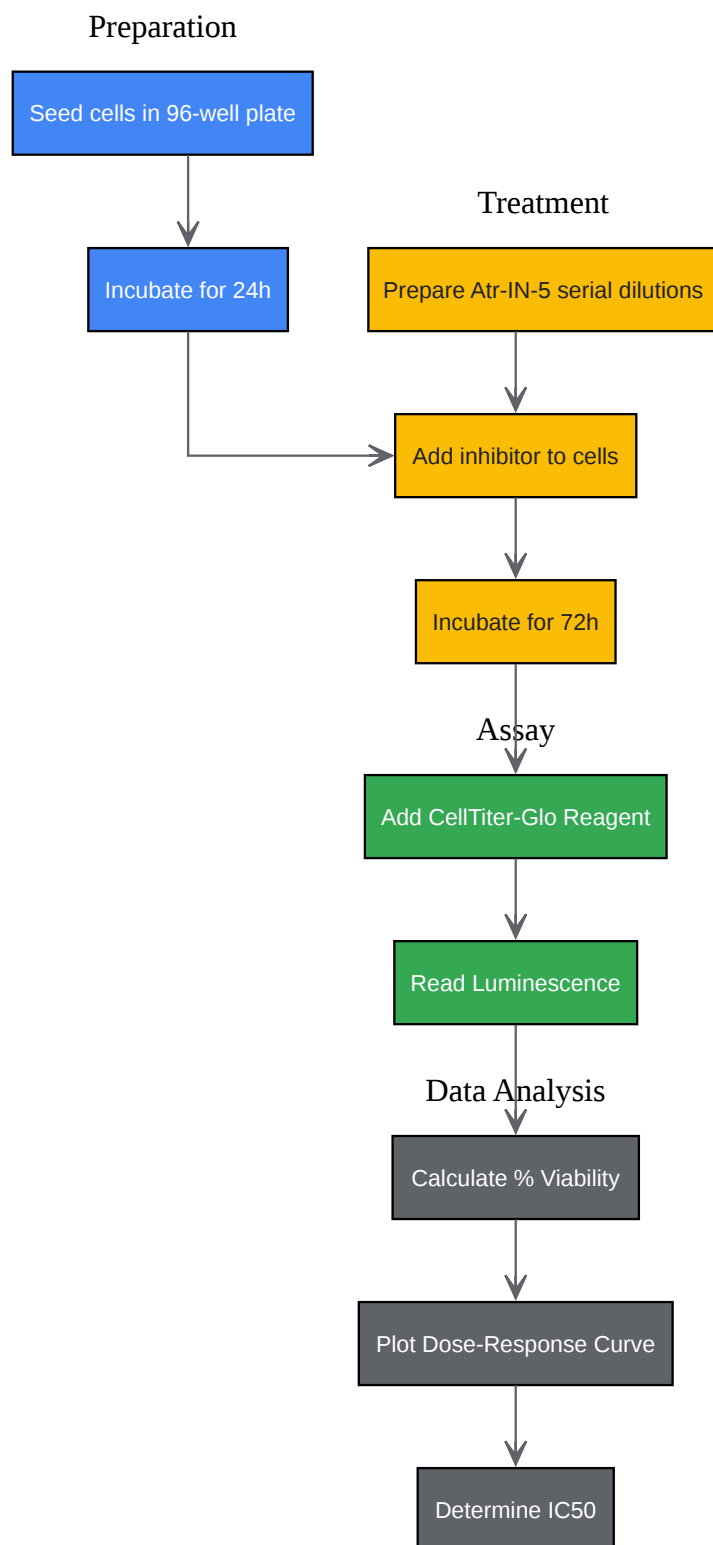 Preparation
Seed cells in 96-well plate
Treatment
Incubate for 24h
Prepare Atr-IN-5 serial dilutions
Add inhibitor to cells
Incubate for 72h
Assay
Add CellTiter-Glo Reagent
Read Luminescence
Data Analysis
Calculate % Viability
Plot Dose-Response Curve
Determine IC50